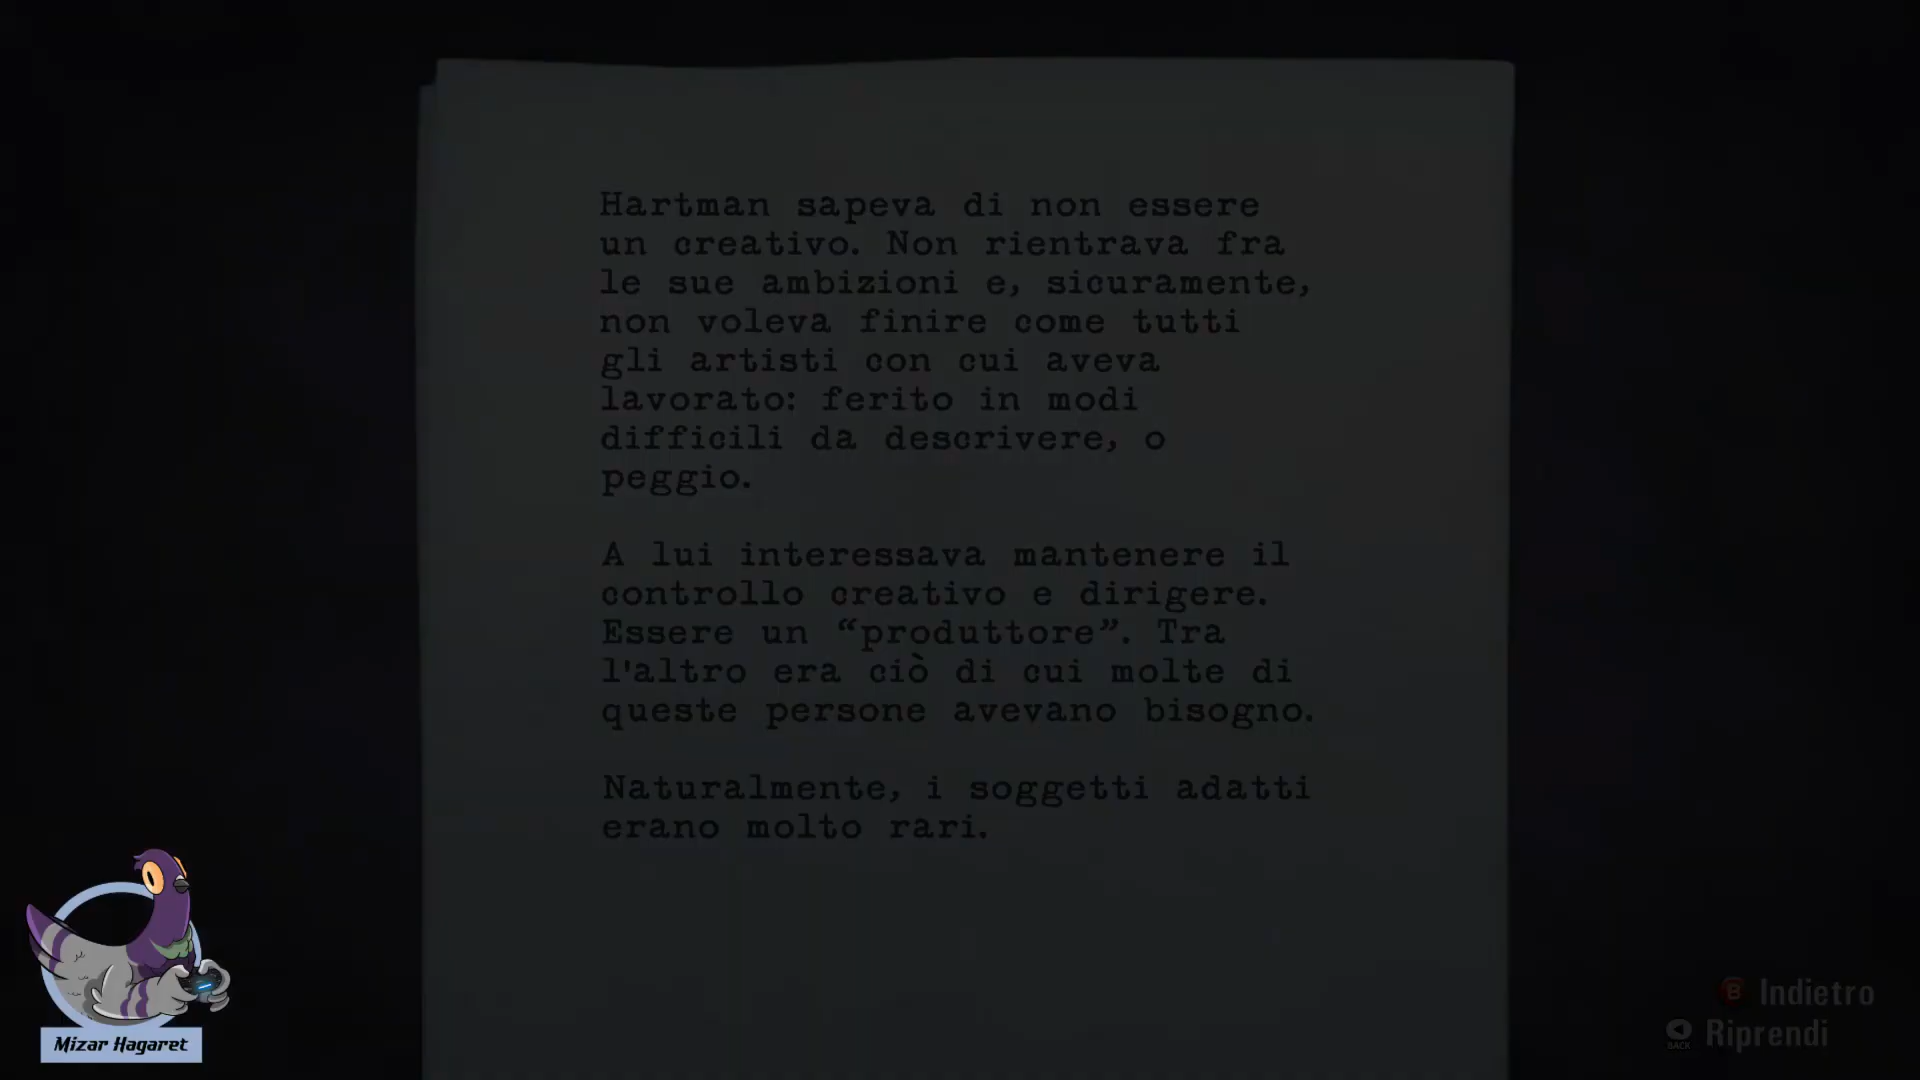 Hartman sapeva di non essere
un creativo. Non rientrava fra
le sue ambizioni e, sicuramente,
non voleva finire come tutti
gli artisti con cui aveva
lavorato: ferito in modi
difficili da descrivere, o
peggio.
A lui interessava mantenere il
controllo creativo e dirigere.
Essere un “produttore”. Tra
l'altro era ciò di cui molte di
queste persone avevano bisogno.
Naturalmente, i soggetti adatti
erano molto rari.
Mizar Hagaret
B Indietro
BACK Riprendi